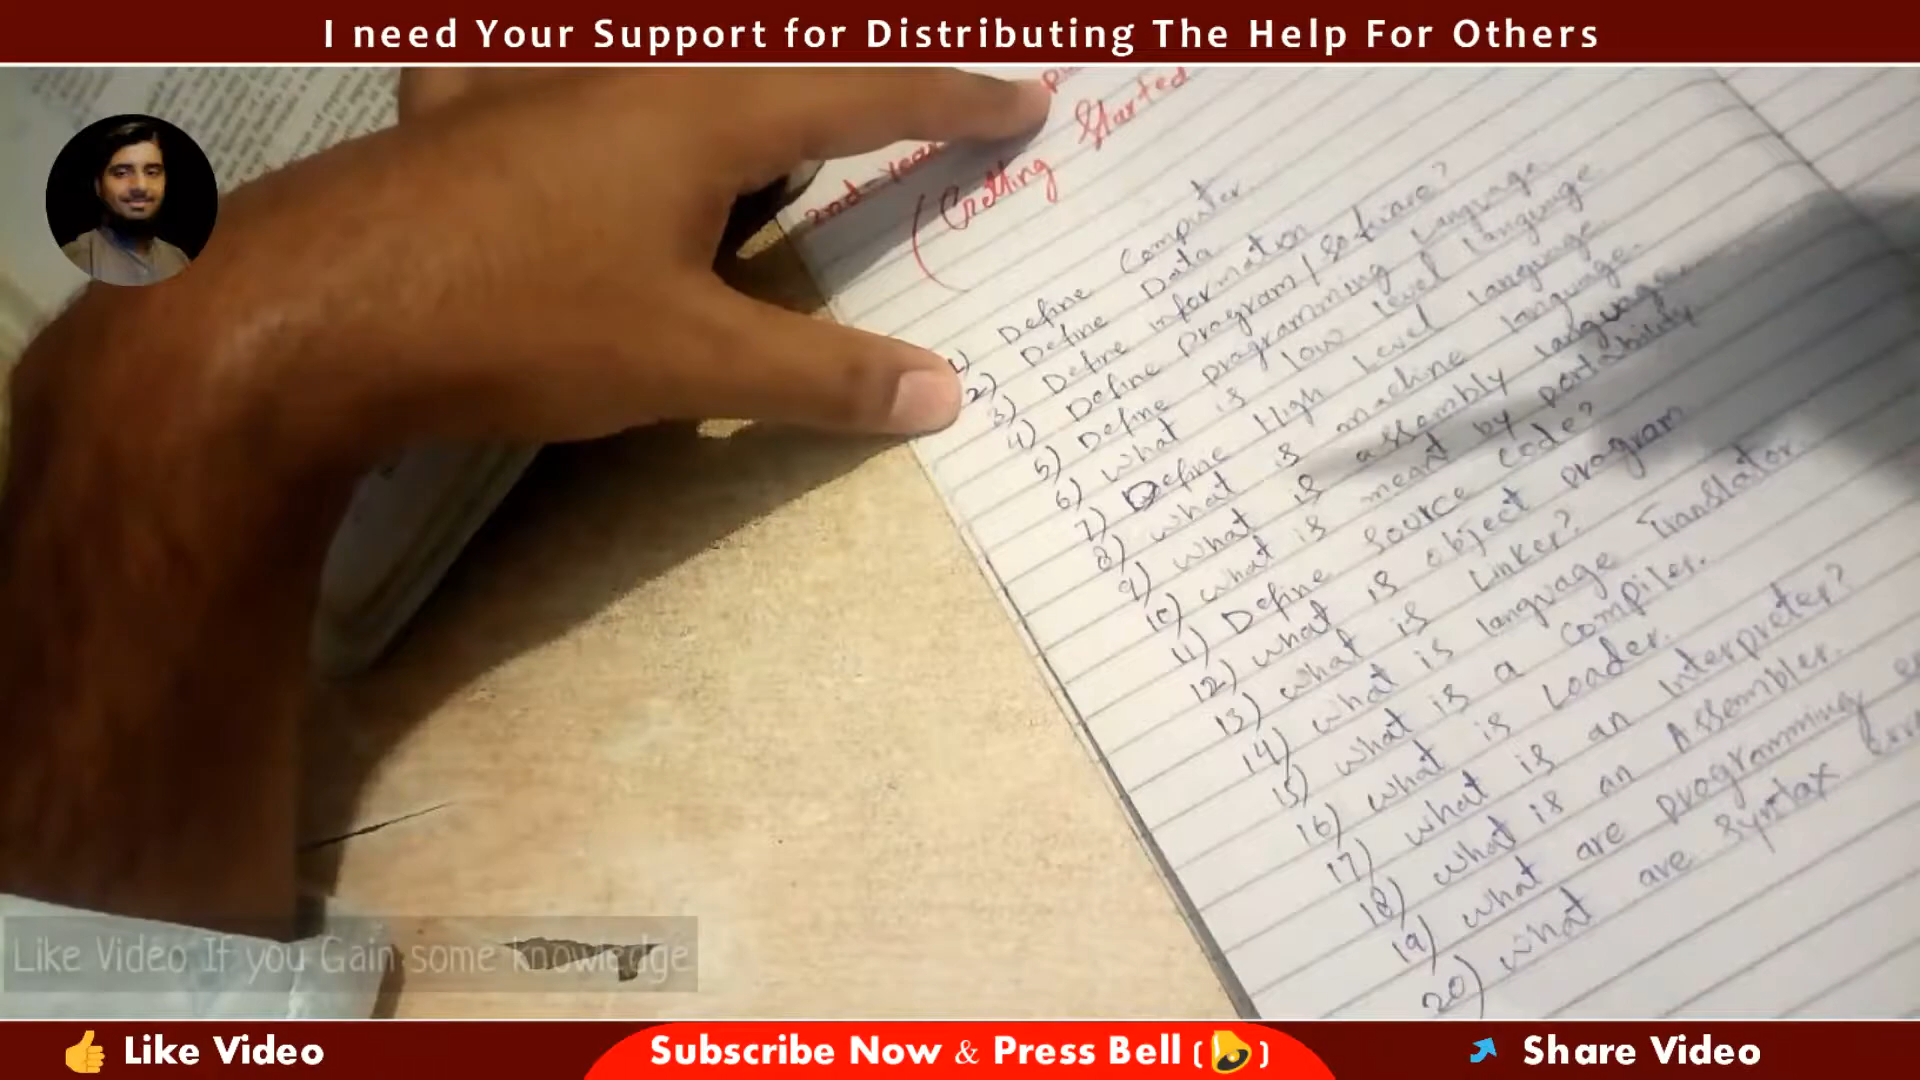 I need Your Support for Distributing The Help For Others
2nd-year
(Getting Started
1) Define Computer.
2) Define Data
3) Define information
4) Define program/software?
5) Define programming language
6) What is low level language
7) Define High Level language
8) What is machine language.
9) What is assembly language
10) What is meant by portability
11) Define source code?
12) What is object program
13) What is Linker?
14) What is language Translator
15) What is a Compiler.
16) What is Loader.
17) What is an Interpreter?
18) What is an Assembler.
19) What are programming
20) What are syntax
Like Video If you Gain some knowledge
Like Video
Subscribe Now & Press Bell ( )
Share Video